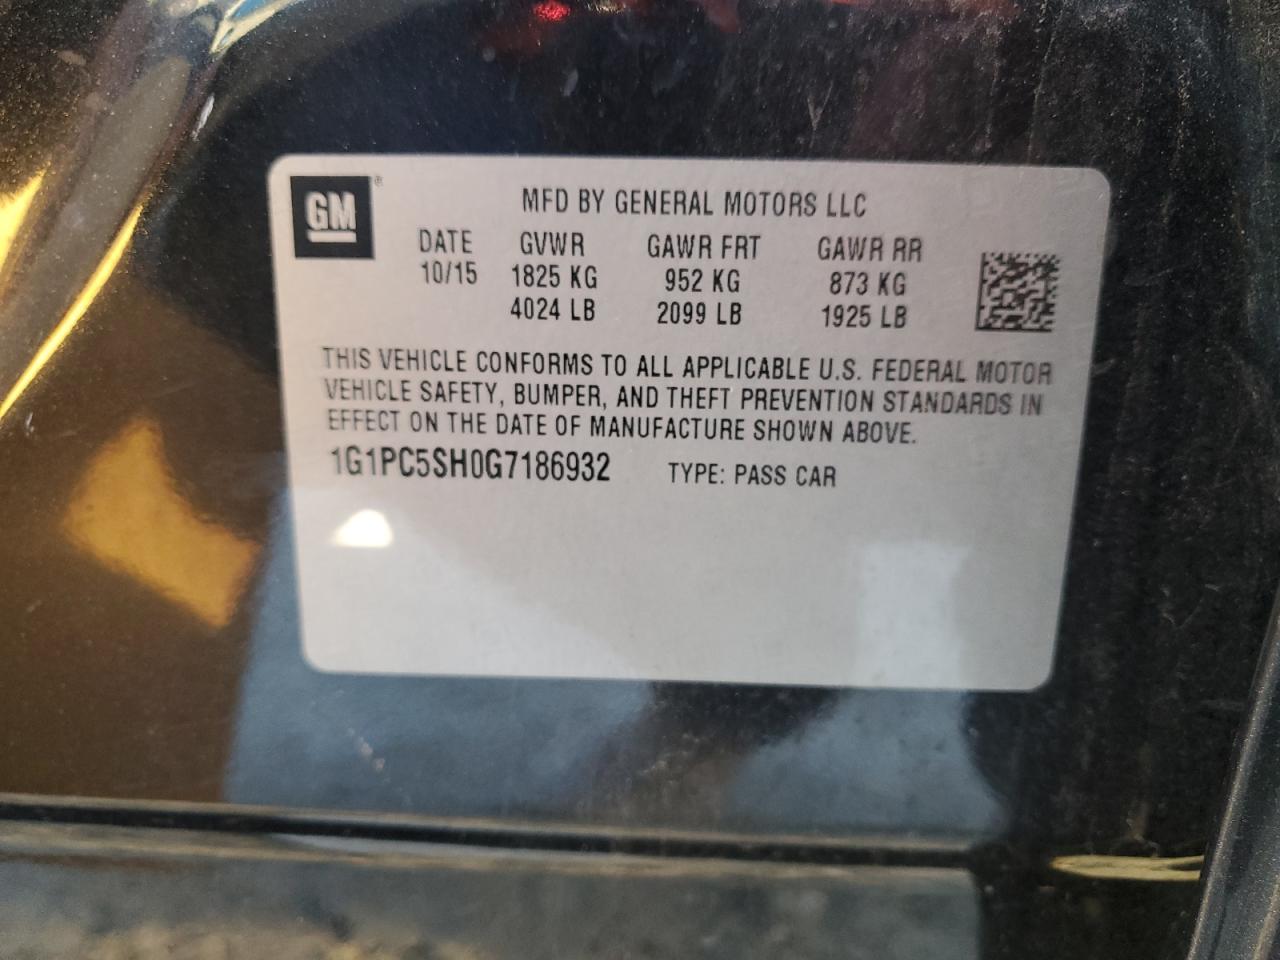 GM®
MFD BY GENERAL MOTORS LLC
DATE GVWR GAWR FRT GAWR RR
10/15 1825 KG 952 KG 873 KG
4024 LB 2099 LB 1925 LB
THIS VEHICLE CONFORMS TO ALL APPLICABLE U.S. FEDERAL MOTOR
VEHICLE SAFETY, BUMPER, AND THEFT PREVENTION STANDARDS IN
EFFECT ON THE DATE OF MANUFACTURE SHOWN ABOVE.
1G1PC5SH0G7186932 TYPE: PASS CAR